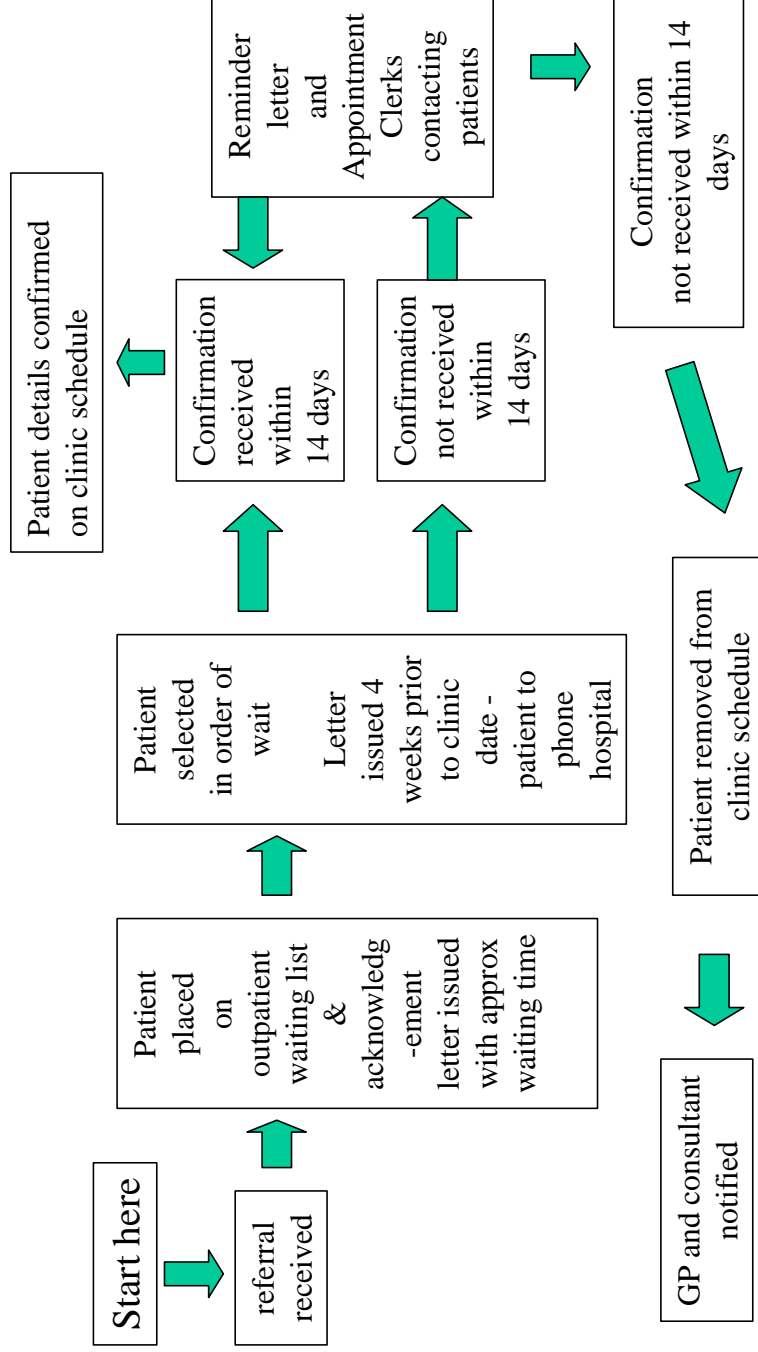 Start here
referral
received
Patient
placed
on
outpatient
waiting list
&
acknowledg
-ement
letter issued
with approx
waiting time
Patient
selected
in order of
wait
Letter
issued 4
weeks prior
to clinic
date -
patient to
phone
hospital
Confirmation
received
within
14 days
Patient details confirmed
on clinic schedule
Confirmation
not received
within
14 days
Reminder
letter
and
Appointment
Clerks
contacting
patients
Confirmation
not received within 14
days
Patient removed from
clinic schedule
GP and consultant
notified